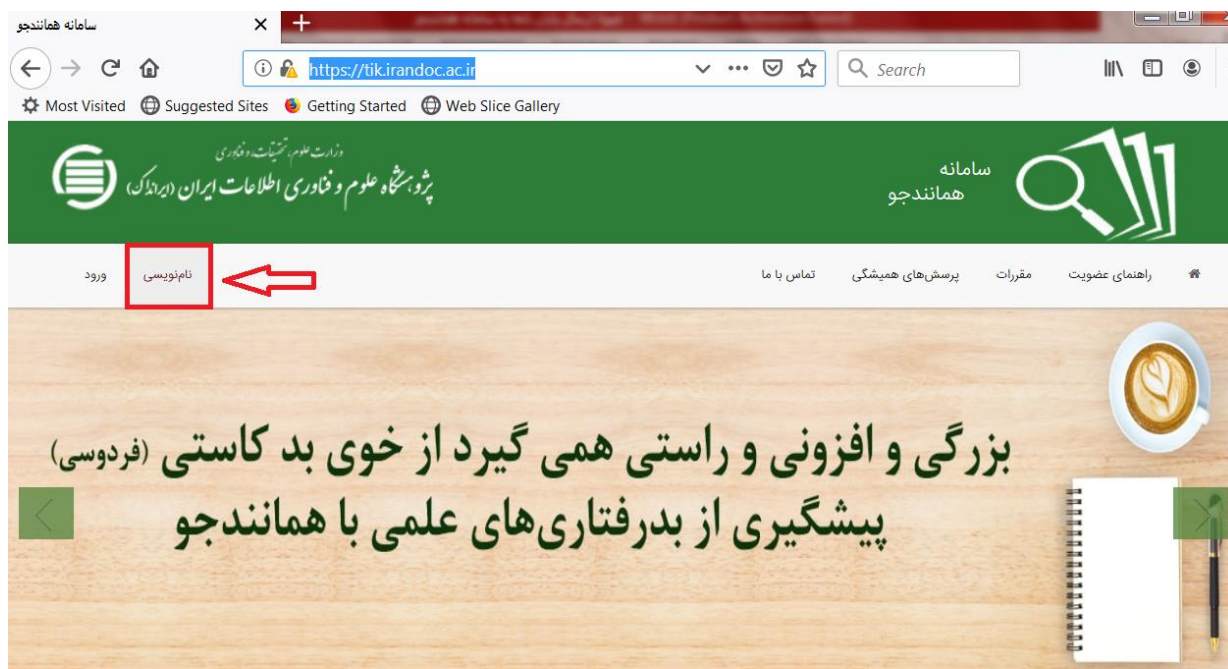 سامانه همانندجو
https://tik.irandoc.ac.ir
Search
Most Visited
Suggested Sites
Getting Started
Web Slice Gallery
وزارت علوم، تحقیقات و فناوری
پژوهشگاه علوم و فناوری اطلاعات ایران (ایرانداک)
سامانه
همانندجو
راهنمای عضویت
مقررات
پرسش‌های همیشگی
تماس با ما
نام‌نویسی
ورود
بزرگی و افزونی و راستی همی گیرد از خوی بد کاستی (فردوسی)
پیشگیری از بدرفتاری‌های علمی با همانندجو